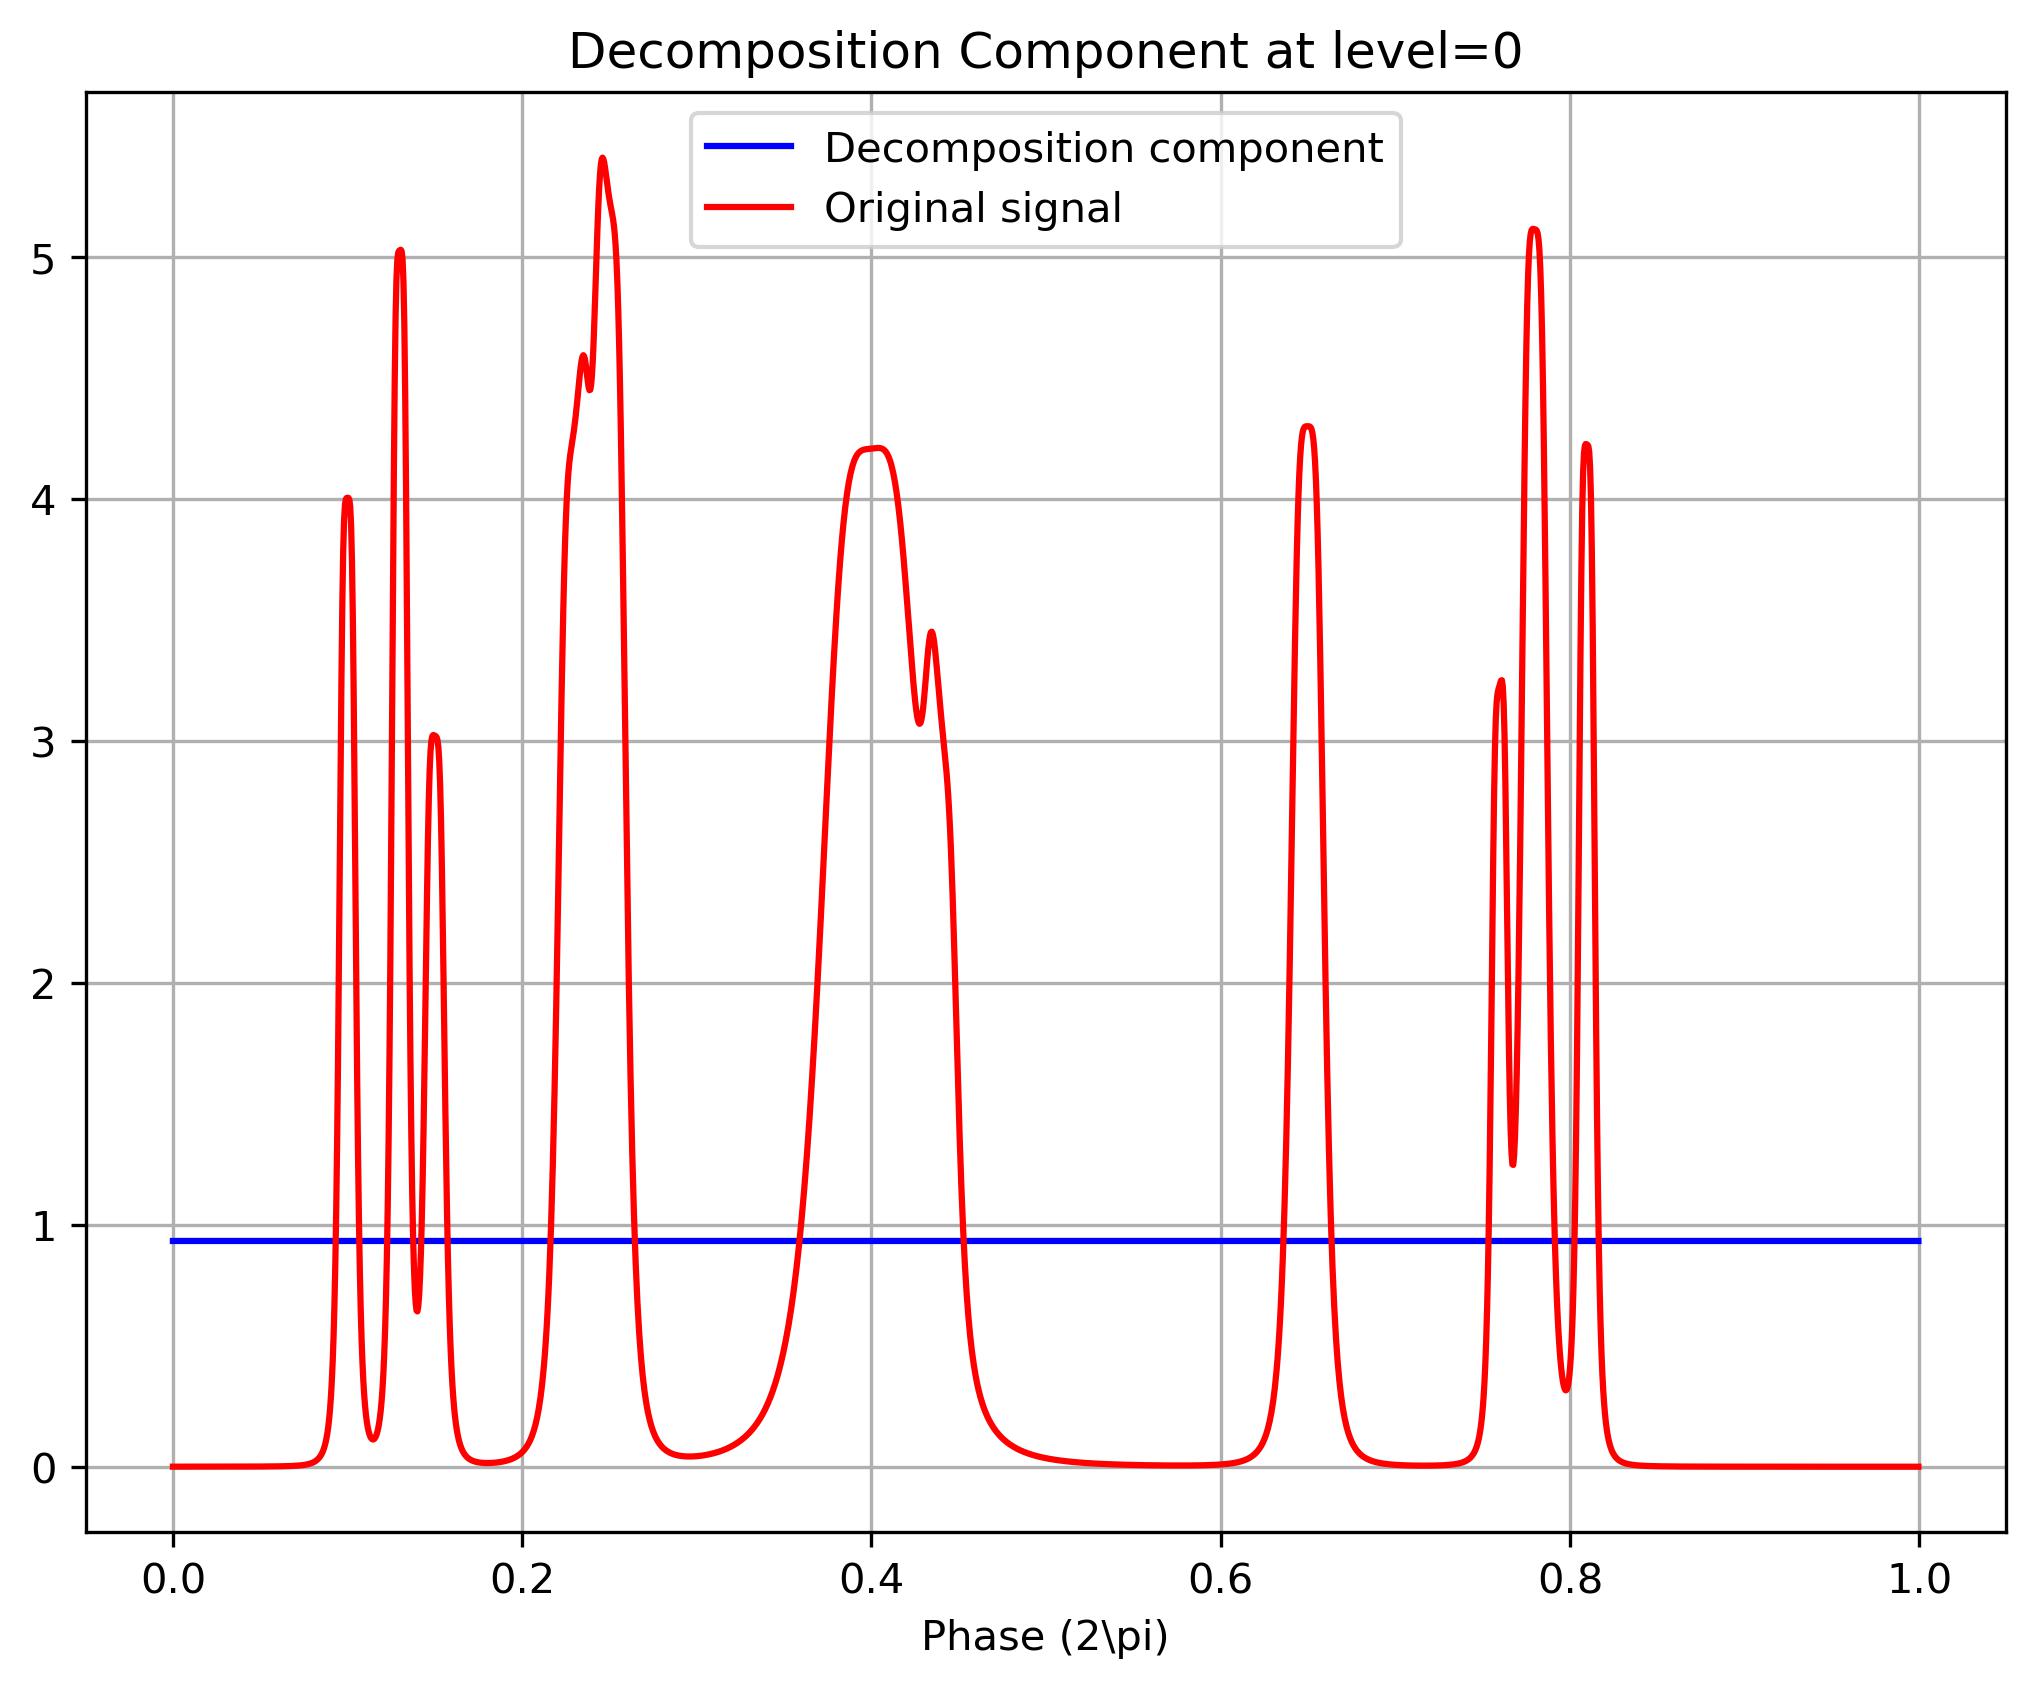 Decomposition Component at level=0
Decomposition component
Original signal
5
4
3
2
1
0
0.0 0.2 0.4 0.6 0.8 1.0
Phase (2\pi)